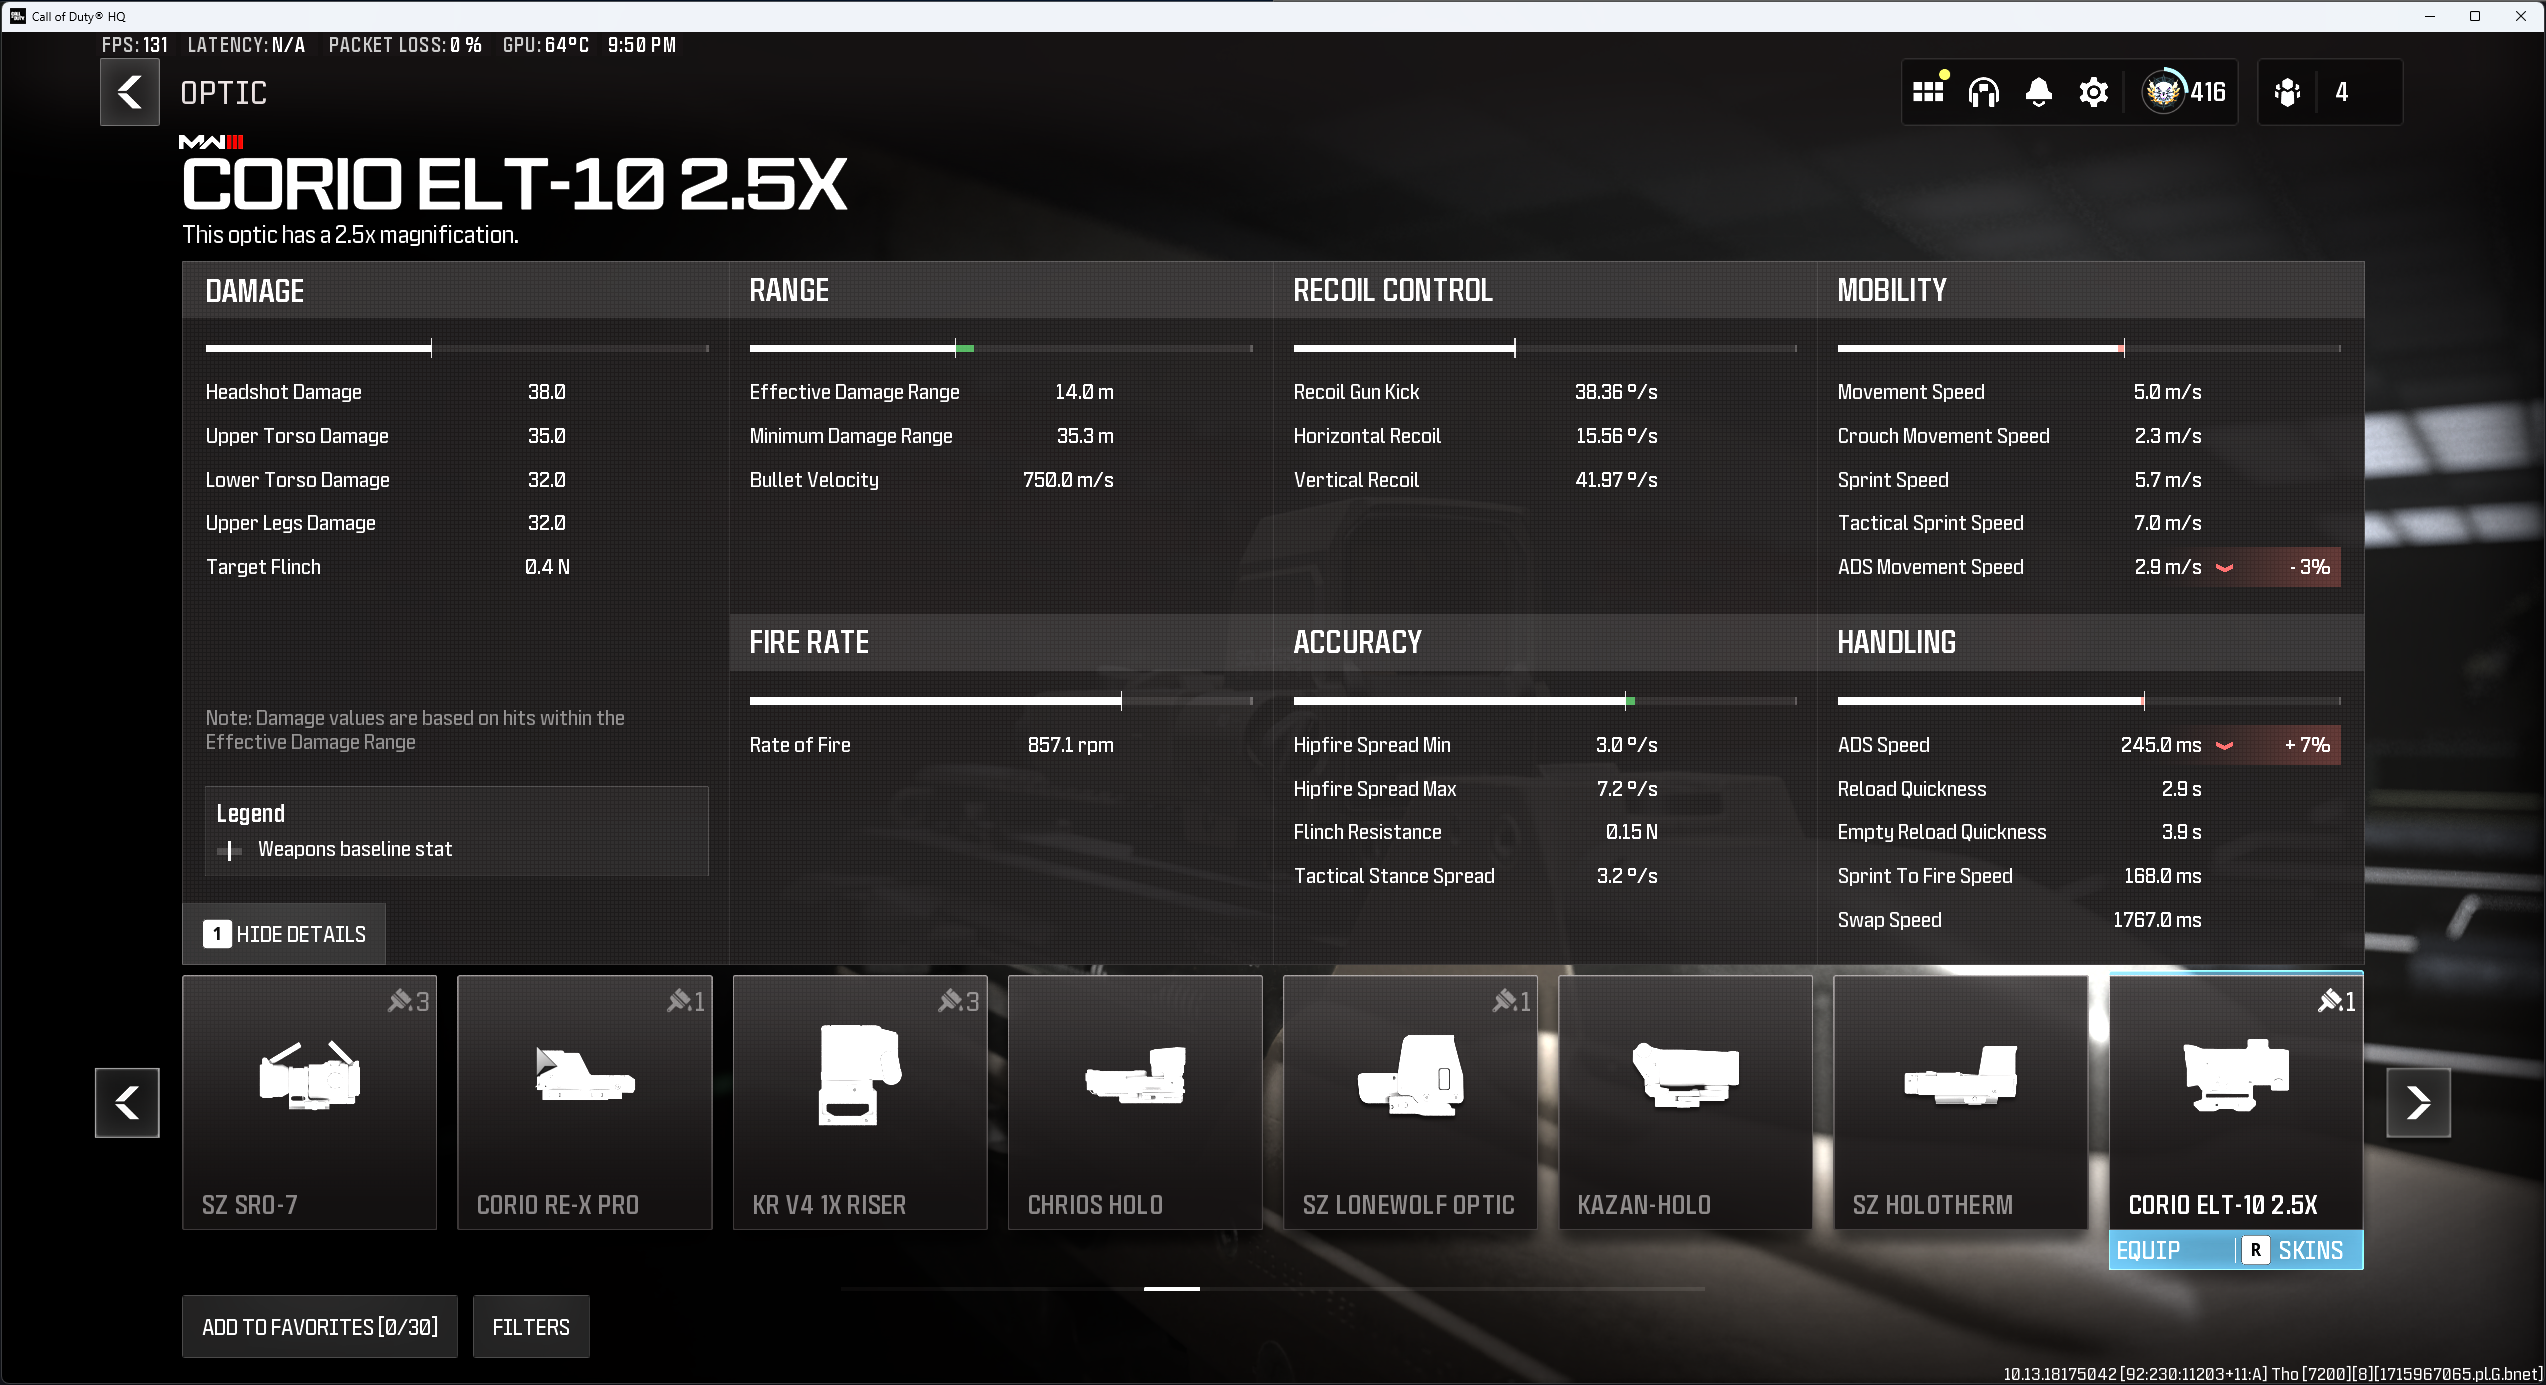 Call of Duty® HQ
FPS: 131 LATENCY: N/A PACKET LOSS: 0 % GPU: 64ºC 9:50 PM
OPTIC
416
4
MWIII
CORIO ELT-10 2.5X
This optic has a 2.5x magnification.
DAMAGE
Headshot Damage 38.0
Upper Torso Damage 35.0
Lower Torso Damage 32.0
Upper Legs Damage 32.0
Target Flinch 0.4 N
Note: Damage values are based on hits within the
Effective Damage Range
Legend
Weapons baseline stat
1 HIDE DETAILS
RANGE
Effective Damage Range 14.0 m
Minimum Damage Range 35.3 m
Bullet Velocity 750.0 m/s
FIRE RATE
Rate of Fire 857.1 rpm
RECOIL CONTROL
Recoil Gun Kick 38.36 º/s
Horizontal Recoil 15.56 º/s
Vertical Recoil 41.97 º/s
ACCURACY
Hipfire Spread Min 3.0 º/s
Hipfire Spread Max 7.2 º/s
Flinch Resistance 0.15 N
Tactical Stance Spread 3.2 º/s
MOBILITY
Movement Speed 5.0 m/s
Crouch Movement Speed 2.3 m/s
Sprint Speed 5.7 m/s
Tactical Sprint Speed 7.0 m/s
ADS Movement Speed 2.9 m/s - 3%
HANDLING
ADS Speed 245.0 ms + 7%
Reload Quickness 2.9 s
Empty Reload Quickness 3.9 s
Sprint To Fire Speed 168.0 ms
Swap Speed 1767.0 ms
3
SZ SRO-7
1
CORIO RE-X PRO
3
KR V4 1X RISER
CHRIOS HOLO
1
SZ LONEWOLF OPTIC
KAZAN-HOLO
SZ HOLOTHERM
1
CORIO ELT-10 2.5X
EQUIP R SKINS
ADD TO FAVORITES [0/30] FILTERS
10.13.18175042 [92:230:11203+11:A] Tho [7200][8][1715967065.pl.G.bnet]